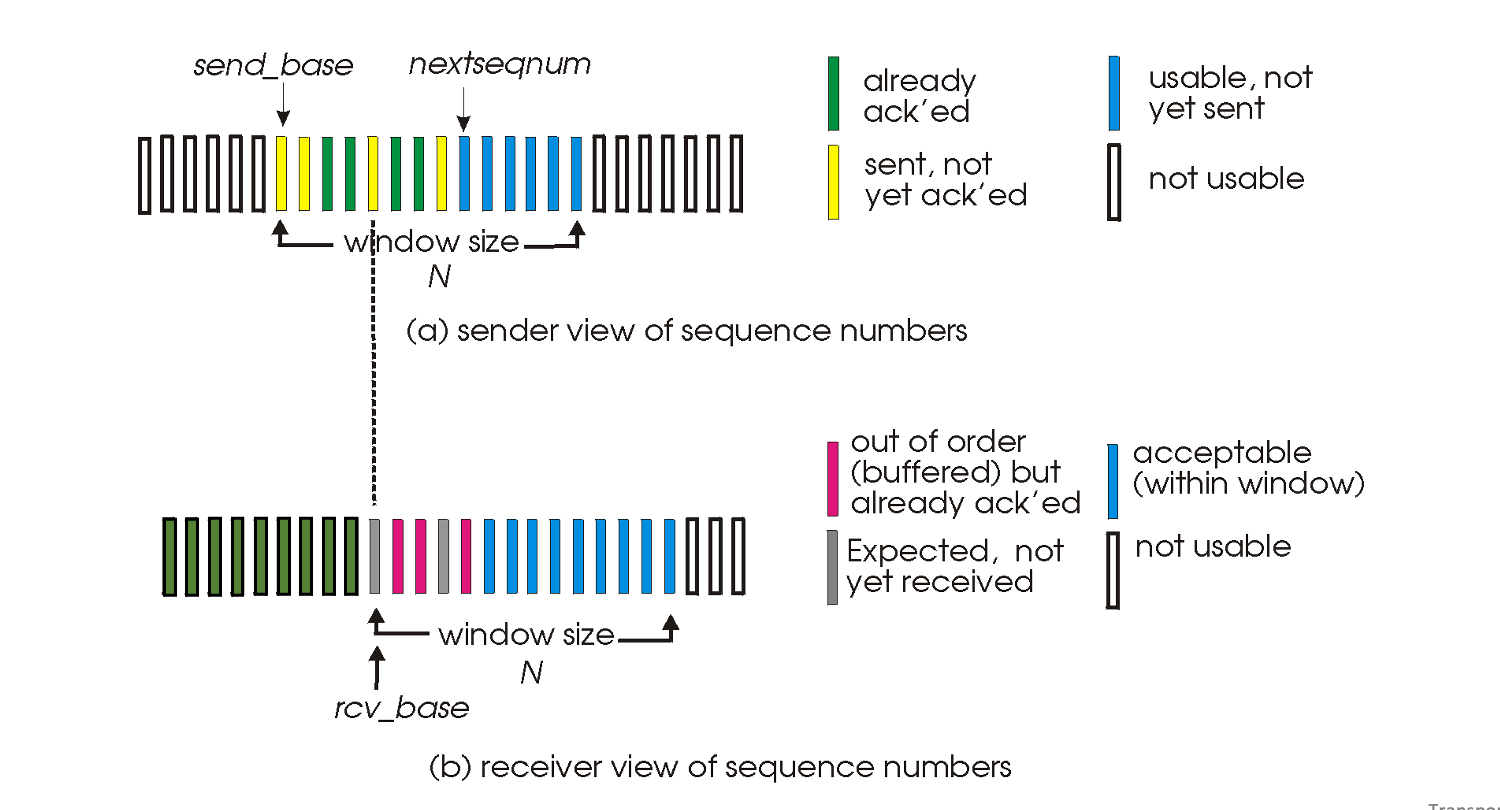 send_base
nextseqnum
already
ack'ed
usable, not
yet sent
sent, not
yet ack'ed
not usable
window size
N
(a) sender view of sequence numbers
out of order
(buffered) but
already ack'ed
acceptable
(within window)
Expected, not
yet received
not usable
window size
N
rcv_base
(b) receiver view of sequence numbers